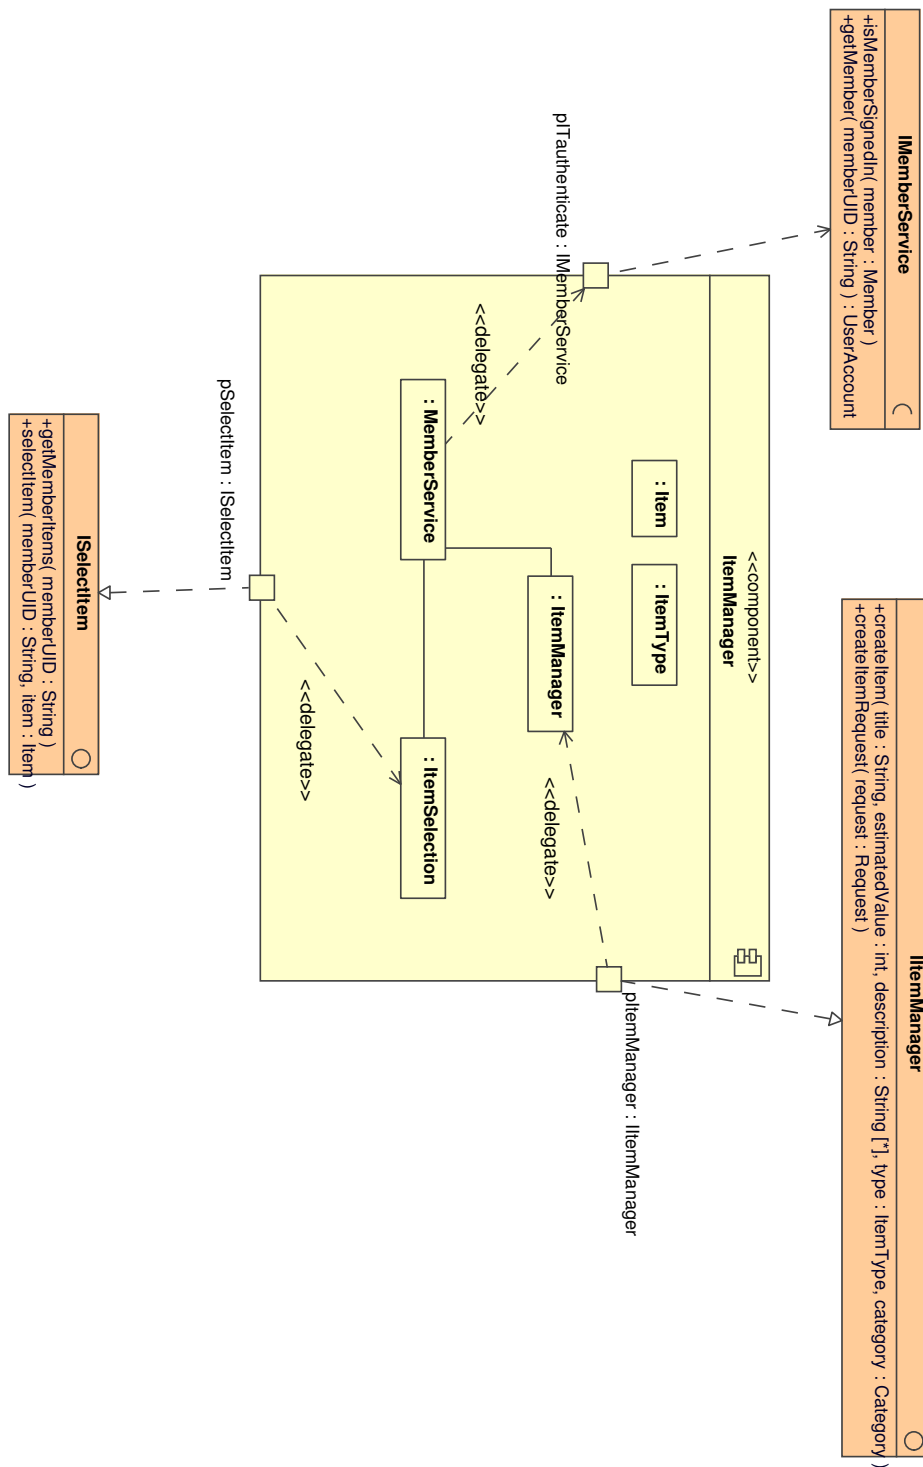 IMemberService
+isMemberSignedIn( member : Member )
+getMember( memberUID : String ) : UserAccount
IItemManager
+createItem( title : String, estimatedValue : int, description : String [*], type : ItemType, category : Category )
+createItemRequest( request : Request )
<<component>>
ItemManager
: Item
: ItemType
pITauthenticate : IMemberService
<<delegate>>
: MemberService
: ItemManager
<<delegate>>
pItemManager : IItemManager
: ItemSelection
<<delegate>>
pSelectItem : ISelectItem
ISelectItem
+getMemberItems( memberUID : String )
+selectItem( memberUID : String, item : Item )